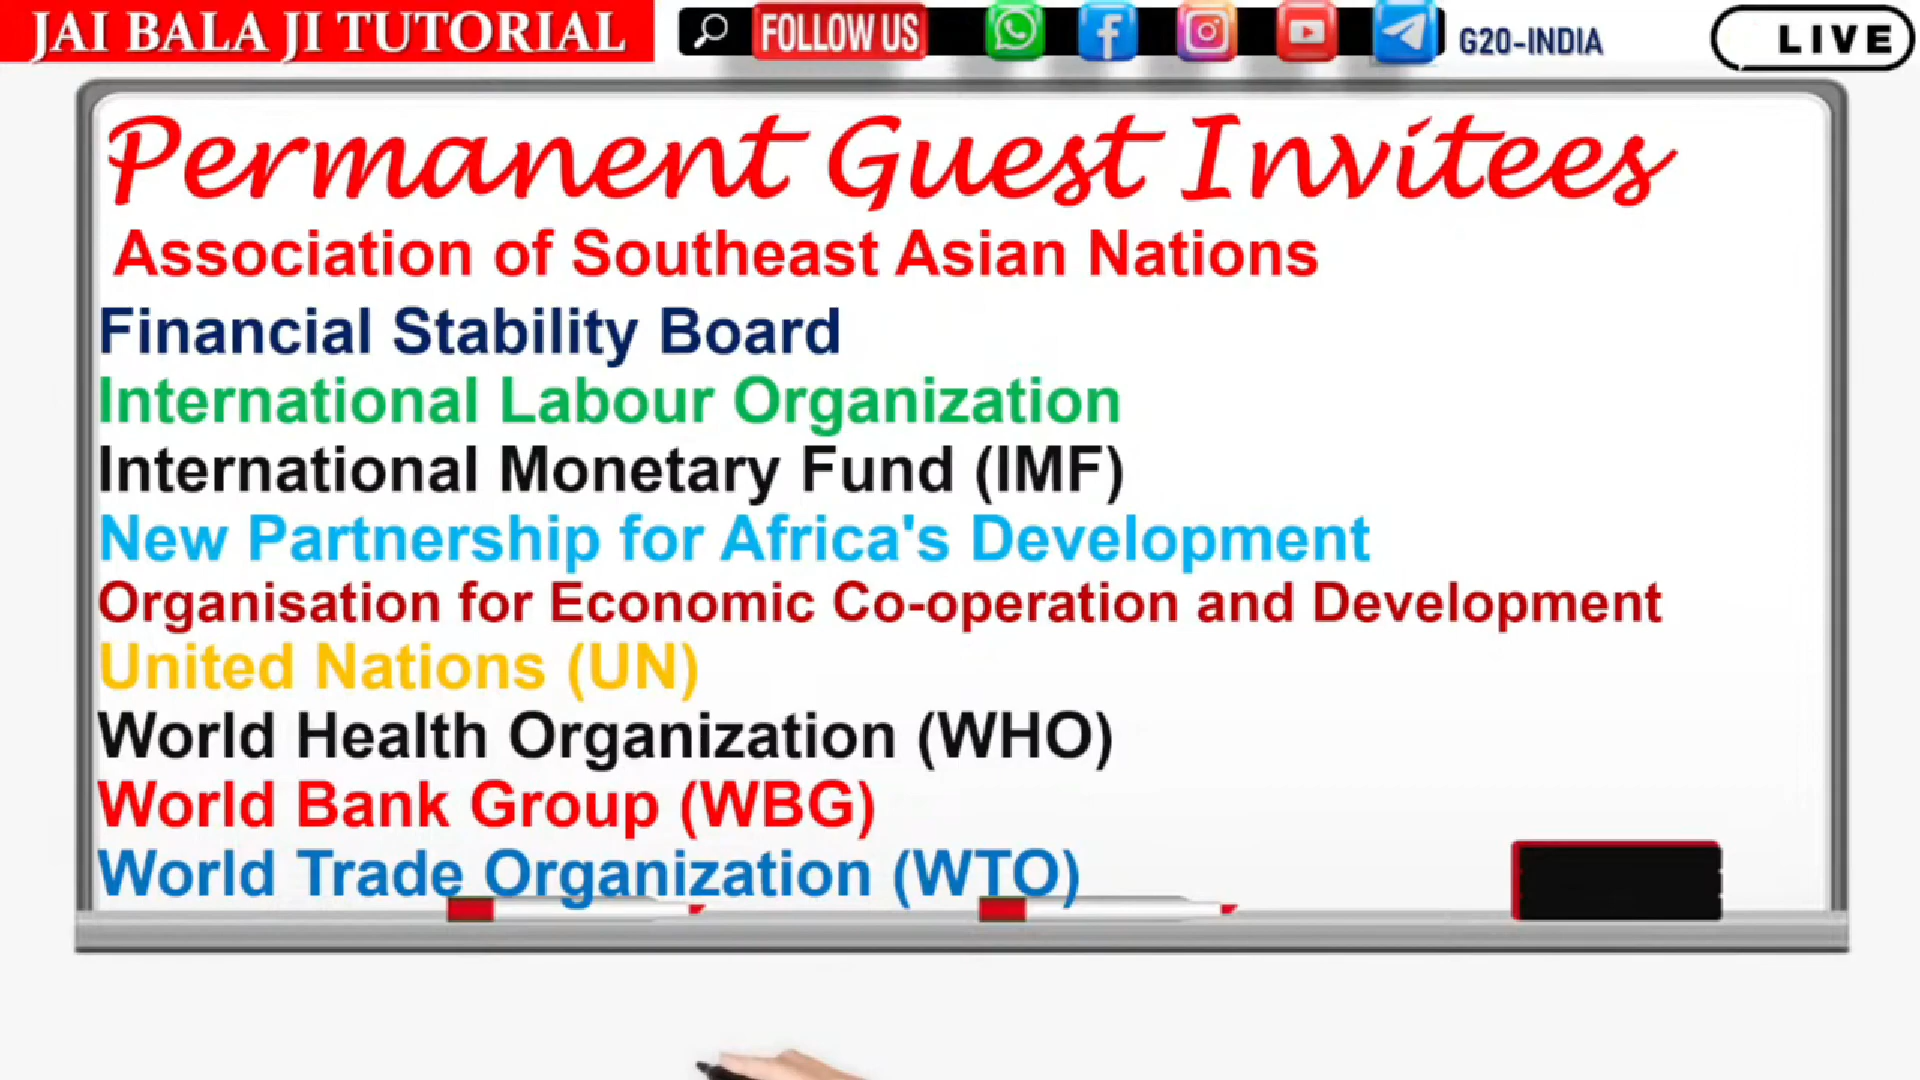 JAI BALA JI TUTORIAL
FOLLOW US
G20-INDIA
LIVE
Permanent Guest Invitees
Association of Southeast Asian Nations
Financial Stability Board
International Labour Organization
International Monetary Fund (IMF)
New Partnership for Africa's Development
Organisation for Economic Co-operation and Development
United Nations (UN)
World Health Organization (WHO)
World Bank Group (WBG)
World Trade Organization (WTO)